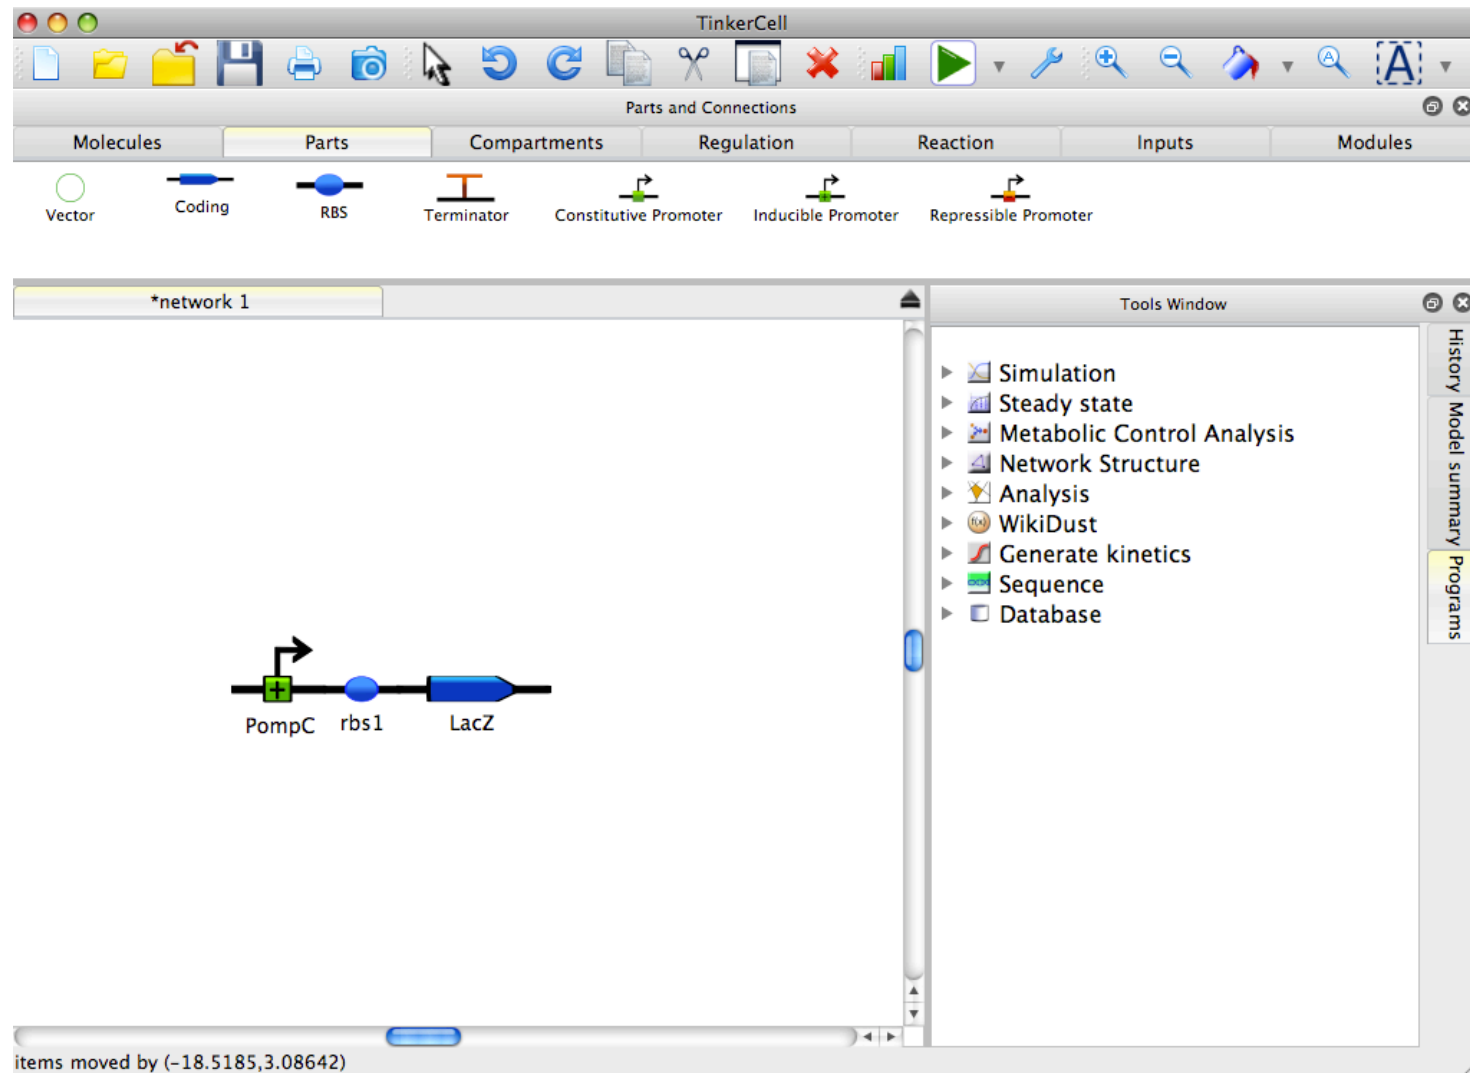 TinkerCell
A
A
Parts and Connections
Molecules Parts Compartments Regulation Reaction Inputs Modules
Vector Coding RBS Terminator Constitutive Promoter Inducible Promoter Repressible Promoter
*network 1
Tools Window
Simulation
Steady state
Metabolic Control Analysis
Network Structure
Analysis
f(x) WikiDust
Generate kinetics
Sequence
Database
History
Model summary
Programs
PompC rbs1 LacZ
items moved by (-18.5185,3.08642)